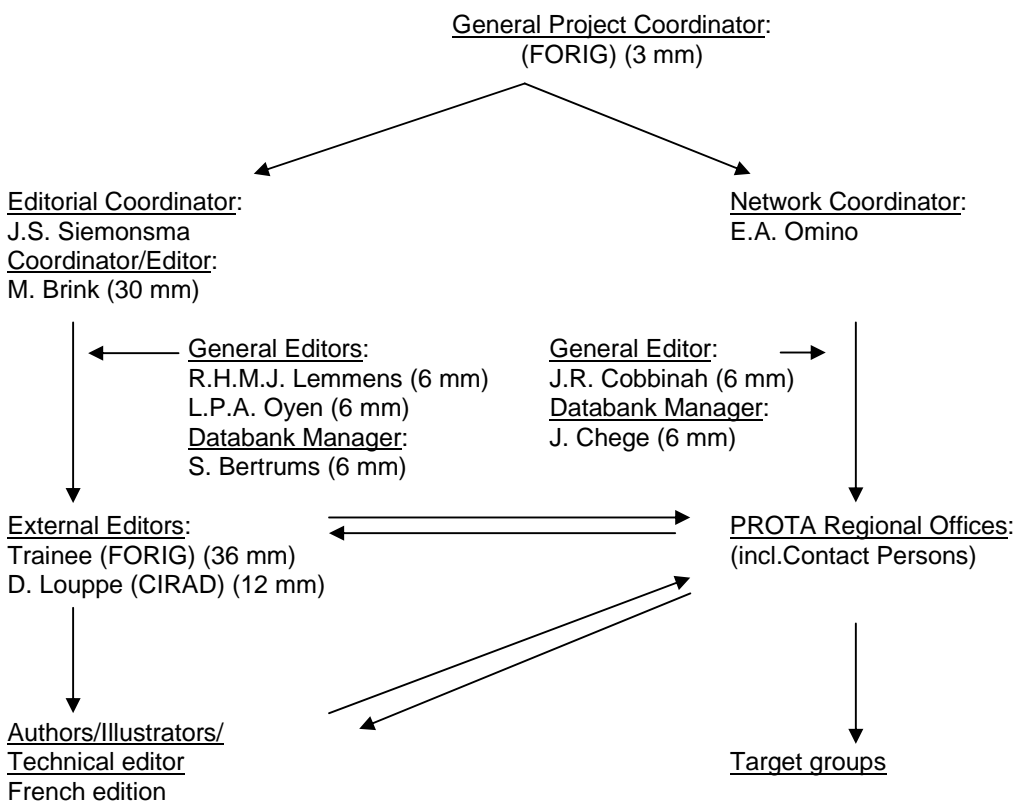 General Project Coordinator:
(FORIG) (3 mm)
Editorial Coordinator:
J.S. Siemonsma
Coordinator/Editor:
M. Brink (30 mm)
Network Coordinator:
E.A. Omino
General Editors:
R.H.M.J. Lemmens (6 mm)
L.P.A. Oyen (6 mm)
Databank Manager:
S. Bertrums (6 mm)
General Editor:
J.R. Cobbinah (6 mm)
Databank Manager:
J. Chege (6 mm)
External Editors:
Trainee (FORIG) (36 mm)
D. Louppe (CIRAD) (12 mm)
PROTA Regional Offices:
(incl.Contact Persons)
Authors/Illustrators/
Technical editor
French edition
Target groups